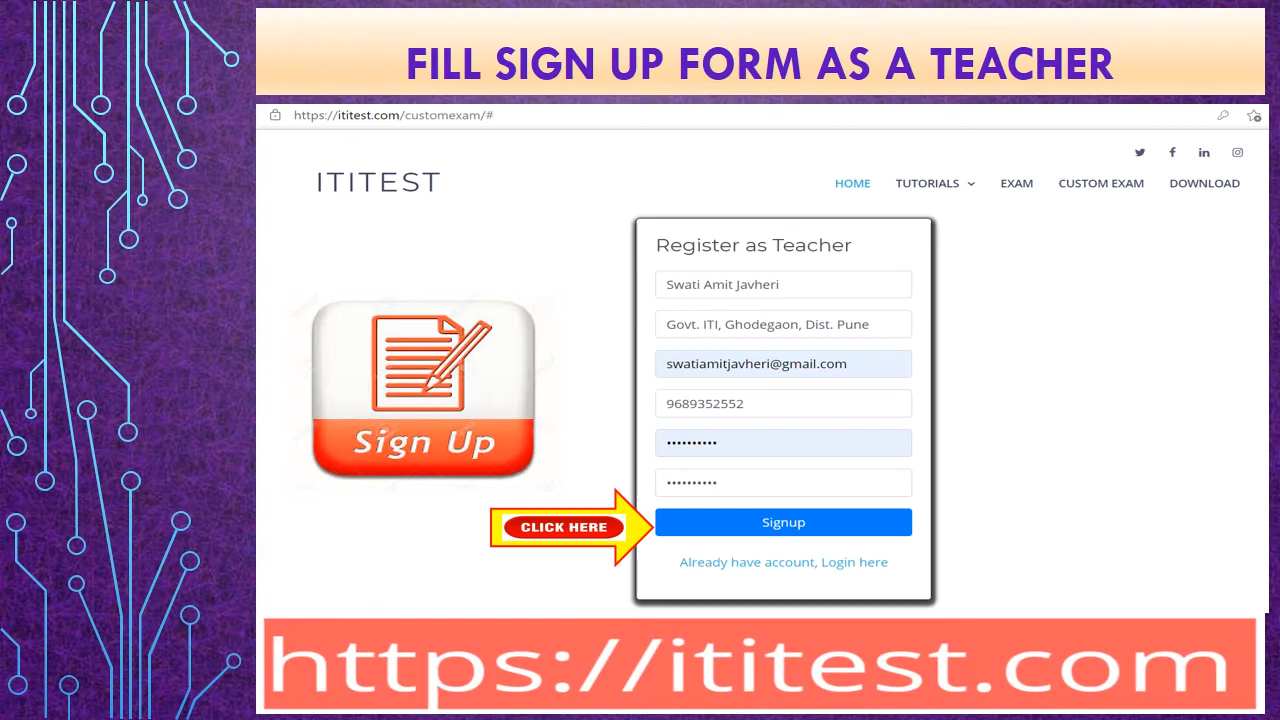 FILL SIGN UP FORM AS A TEACHER
https://ititest.com/customexam/#
ITITEST
HOME TUTORIALS EXAM CUSTOM EXAM DOWNLOAD
Register as Teacher
Swati Amit Javheri
Govt. ITI, Ghodegaon, Dist. Pune
swatiamitjavheri@gmail.com
9689352552
••••••••••
••••••••••
Sign Up
CLICK HERE
Signup
Already have account, Login here
https://ititest.com